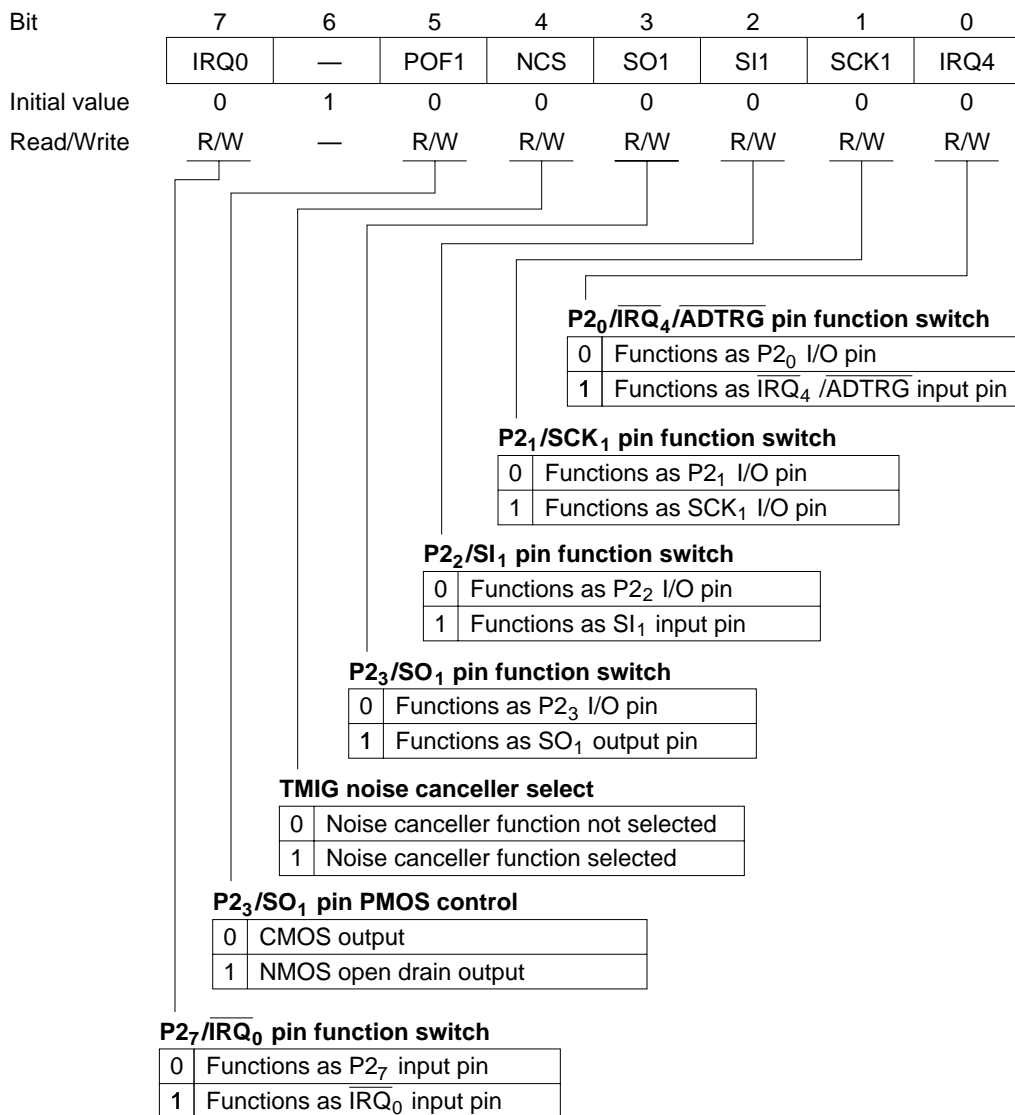 Bit 7 6 5 4 3 2 1 0
IRQ0 — POF1 NCS SO1 SI1 SCK1 IRQ4
Initial value 0 1 0 0 0 0 0 0
Read/Write R/W — R/W R/W R/W R/W R/W R/W
P2₀/I̅R̅Q̅₄/A̅D̅T̅R̅G̅ pin function switch
0 Functions as P2₀ I/O pin
1 Functions as I̅R̅Q̅₄ /A̅D̅T̅R̅G̅ input pin
P2₁/SCK₁ pin function switch
0 Functions as P2₁ I/O pin
1 Functions as SCK₁ I/O pin
P2₂/SI₁ pin function switch
0 Functions as P2₂ I/O pin
1 Functions as SI₁ input pin
P2₃/SO₁ pin function switch
0 Functions as P2₃ I/O pin
1 Functions as SO₁ output pin
TMIG noise canceller select
0 Noise canceller function not selected
1 Noise canceller function selected
P2₃/SO₁ pin PMOS control
0 CMOS output
1 NMOS open drain output
P2₇/I̅R̅Q̅₀ pin function switch
0 Functions as P2₇ input pin
1 Functions as I̅R̅Q̅₀ input pin